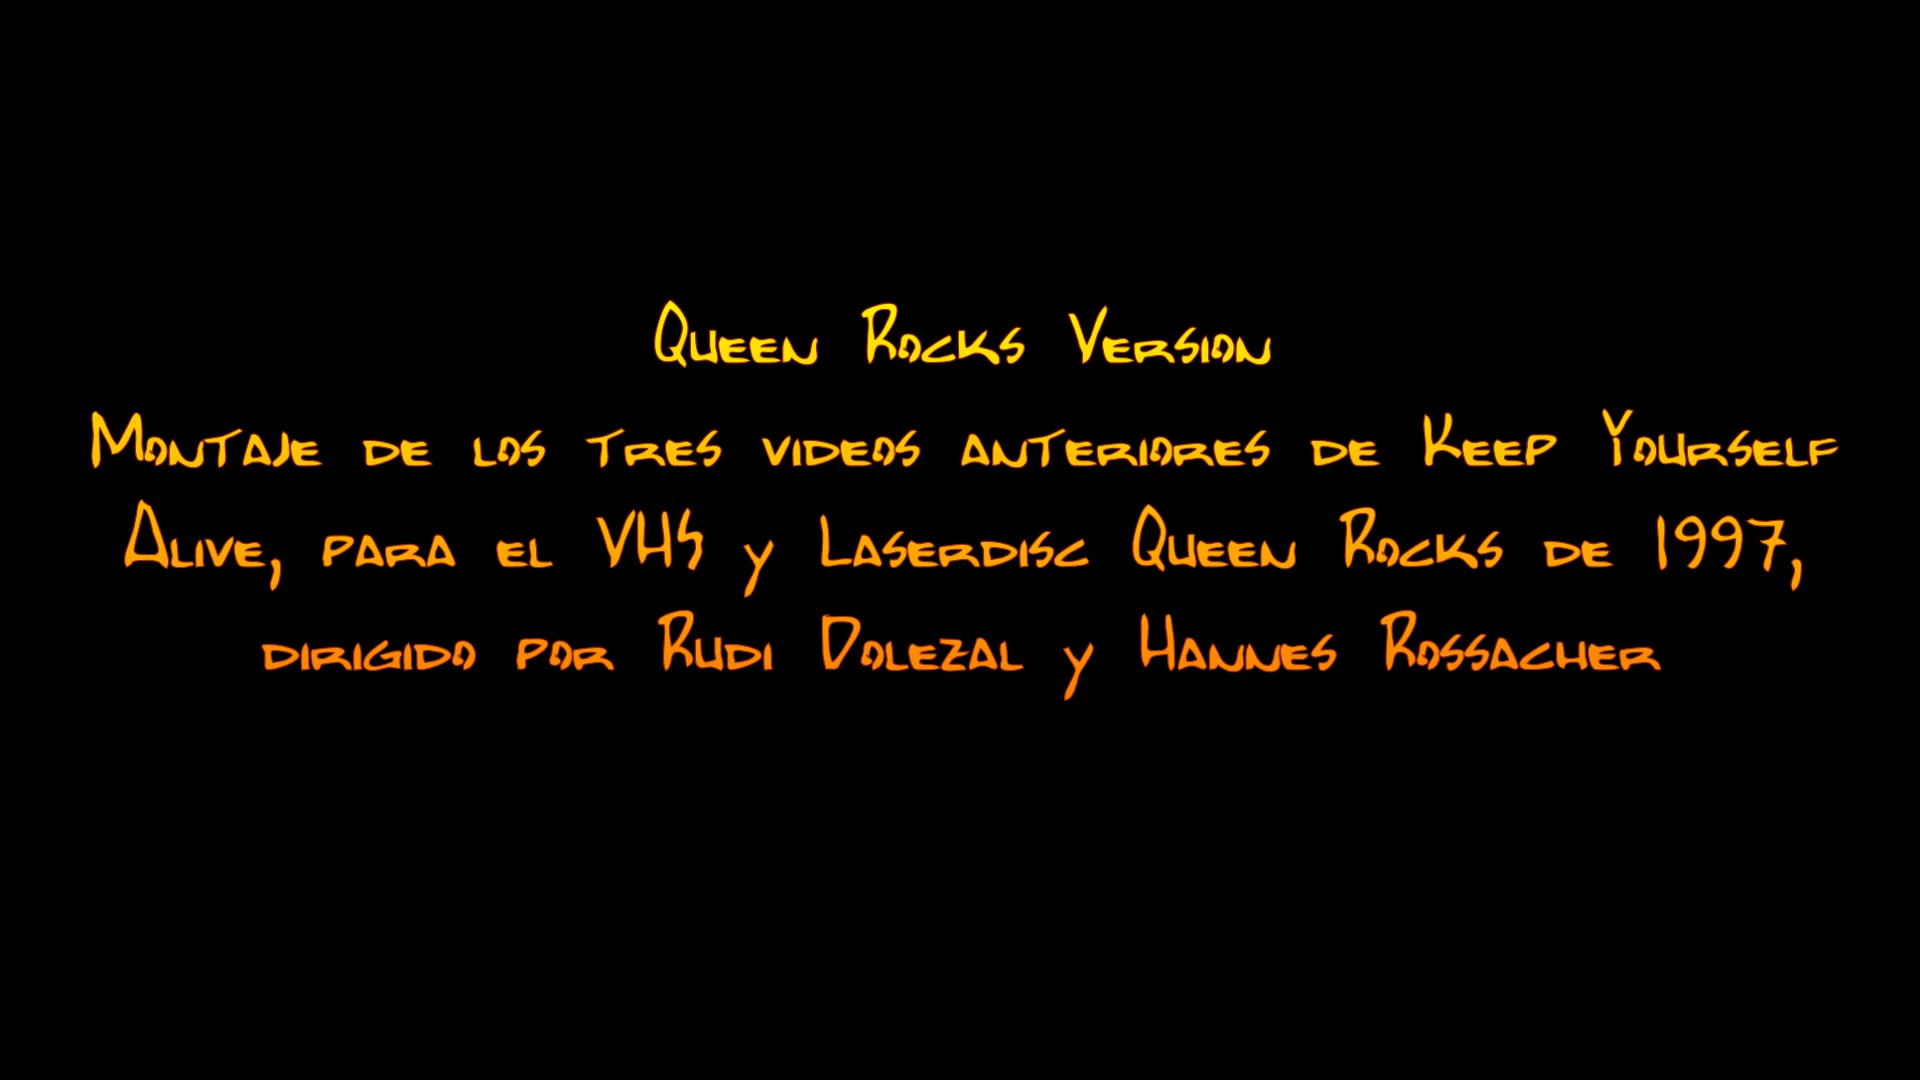 Queen Rocks Version
Montaje de los tres videos anteriores de Keep Yourself
Alive, para el VHS y Laserdisc Queen Rocks de 1997,
dirigido por Rudi Dolezal y Hannes Rossacher